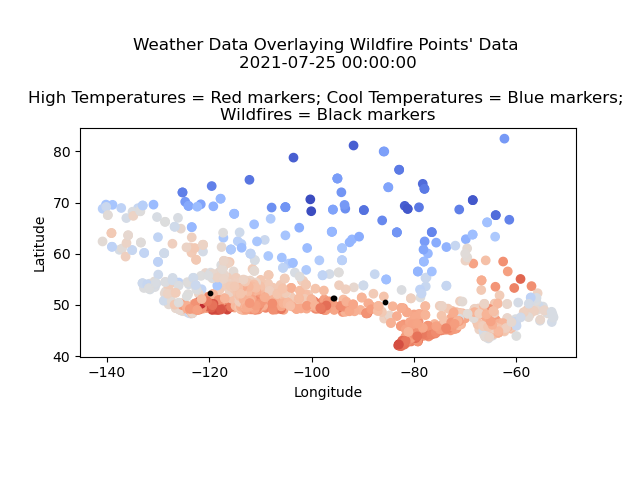 Weather Data Overlaying Wildfire Points' Data
2021-07-25 00:00:00
High Temperatures = Red markers; Cool Temperatures = Blue markers;
Wildfires = Black markers
80
70
60
50
40
Latitude
−140 −120 −100 −80 −60
Longitude